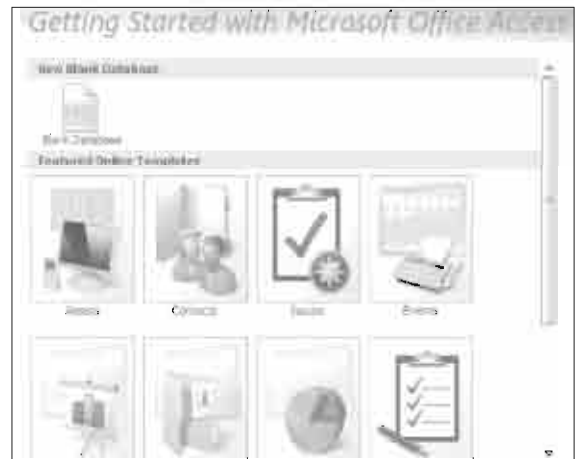 Getting Started with Microsoft Office Access
New Blank Database
Blank Database
Featured Online Templates
Assets
Contacts
Issues
Events